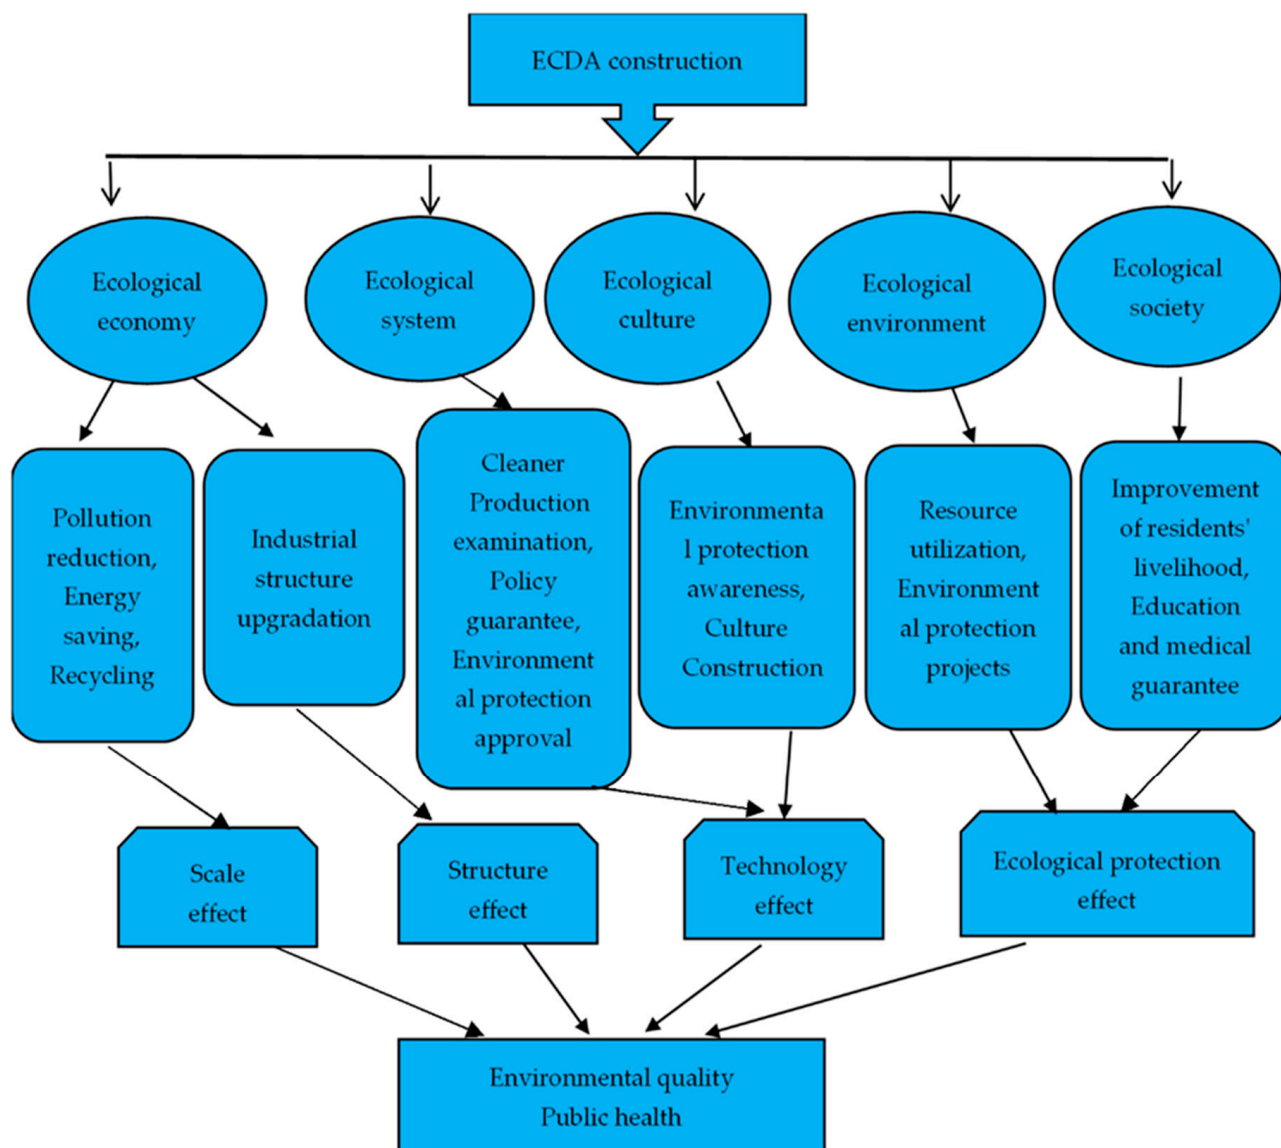 ECDA construction
Ecological
economy
Ecological
system
Ecological
culture
Ecological
environment
Ecological
society
Pollution
reduction,
Energy
saving,
Recycling
Industrial
structure
upgradation
Cleaner
Production
examination,
Policy
guarantee,
Environment
al protection
approval
Environmenta
l protection
awareness,
Culture
Construction
Resource
utilization,
Environment
al protection
projects
Improvement
of residents'
livelihood,
Education
and medical
guarantee
Scale
effect
Structure
effect
Technology
effect
Ecological protection
effect
Environmental quality
Public health